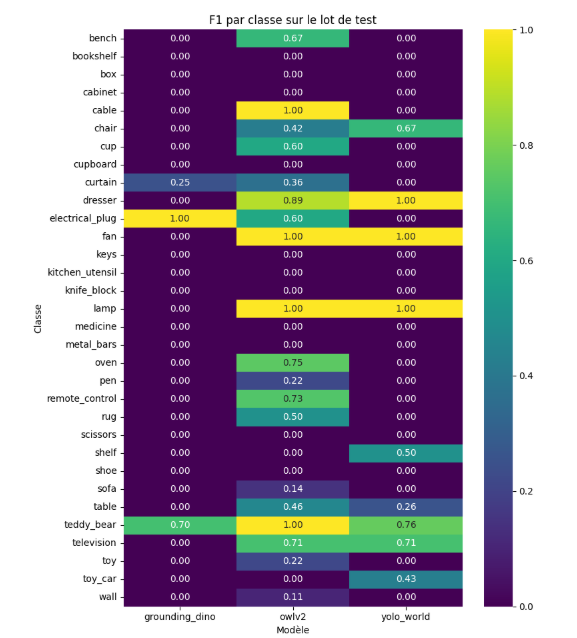 F1 par classe sur le lot de test
bench 0.00 0.67 0.00
bookshelf 0.00 0.00 0.00
box 0.00 0.00 0.00
cabinet 0.00 0.00 0.00
cable 0.00 1.00 0.00
chair 0.00 0.42 0.67
cup 0.00 0.60 0.00
cupboard 0.00 0.00 0.00
curtain 0.25 0.36 0.00
dresser 0.00 0.89 1.00
electrical_plug 1.00 0.60 0.00
fan 0.00 1.00 1.00
keys 0.00 0.00 0.00
kitchen_utensil 0.00 0.00 0.00
knife_block 0.00 0.00 0.00
lamp 0.00 1.00 1.00
medicine 0.00 0.00 0.00
metal_bars 0.00 0.00 0.00
oven 0.00 0.75 0.00
pen 0.00 0.22 0.00
remote_control 0.00 0.73 0.00
rug 0.00 0.50 0.00
scissors 0.00 0.00 0.00
shelf 0.00 0.00 0.50
shoe 0.00 0.00 0.00
sofa 0.00 0.14 0.00
table 0.00 0.46 0.26
teddy_bear 0.70 1.00 0.76
television 0.00 0.71 0.71
toy 0.00 0.22 0.00
toy_car 0.00 0.00 0.43
wall 0.00 0.11 0.00
grounding_dino owlv2 yolo_world
Modèle
Classe
1.0
0.8
0.6
0.4
0.2
0.0